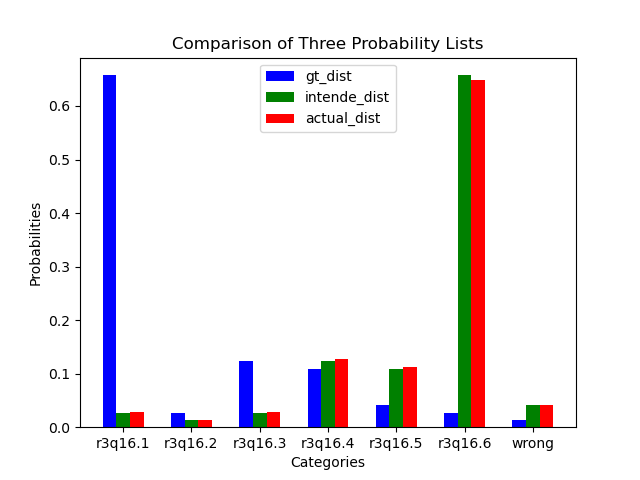 Comparison of Three Probability Lists
gt_dist
intende_dist
actual_dist
Probabilities
0.6
0.5
0.4
0.3
0.2
0.1
0.0
r3q16.1 r3q16.2 r3q16.3 r3q16.4 r3q16.5 r3q16.6 wrong
Categories